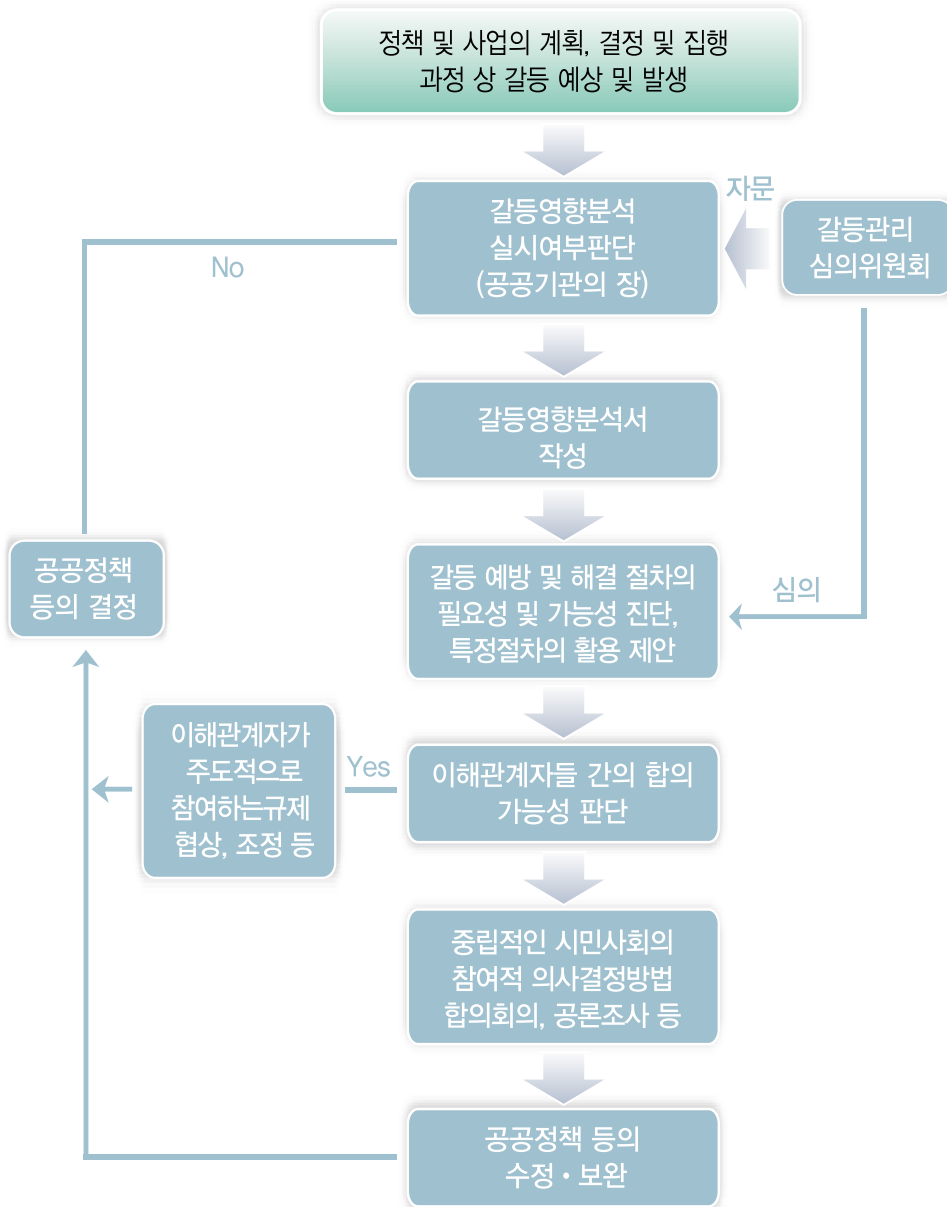 정책 및 사업의 계획, 결정 및 집행
과정 상 갈등 예상 및 발생
갈등영향분석
실시여부판단
(공공기관의 장)
자문
갈등관리
심의위원회
No
갈등영향분석서
작성
공공정책
등의 결정
갈등 예방 및 해결 절차의
필요성 및 가능성 진단,
특정절차의 활용 제안
심의
이해관계자가
주도적으로
참여하는규제
협상, 조정 등
Yes
이해관계자들 간의 합의
가능성 판단
중립적인 시민사회의
참여적 의사결정방법
합의회의, 공론조사 등
공공정책 등의
수정 • 보완